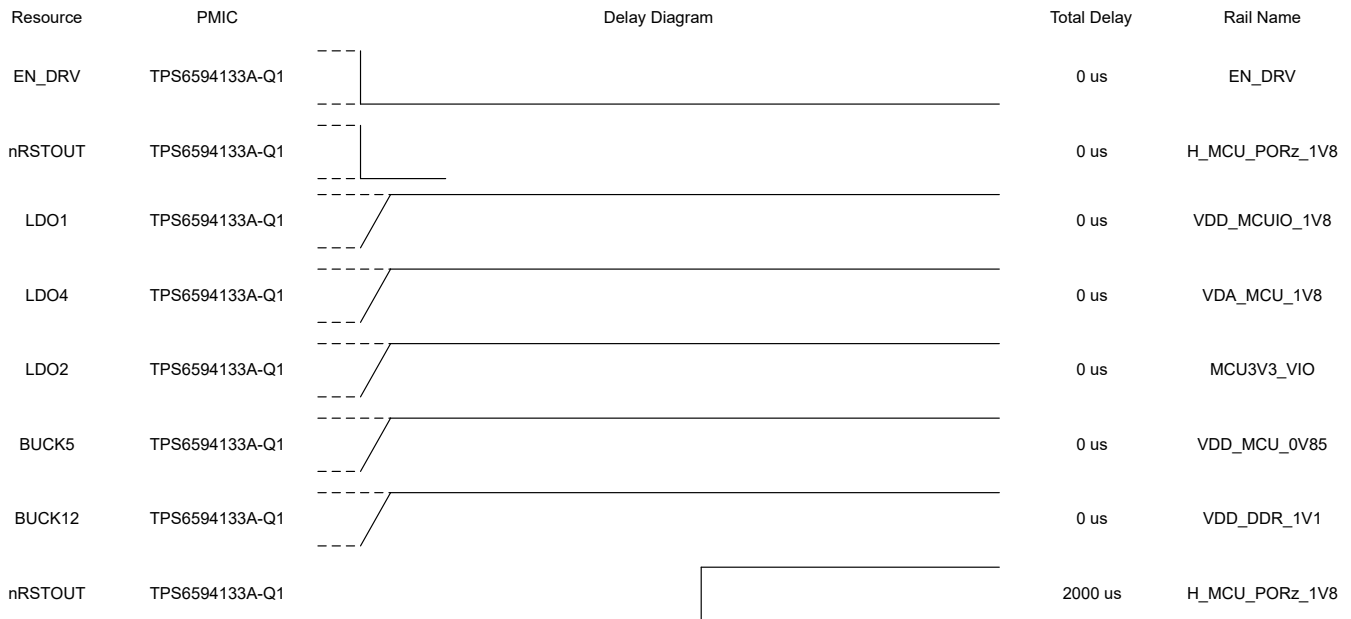 Resource PMIC Delay Diagram Total Delay Rail Name
EN_DRV TPS6594133A-Q1 0 us EN_DRV
nRSTOUT TPS6594133A-Q1 0 us H_MCU_PORz_1V8
LDO1 TPS6594133A-Q1 0 us VDD_MCUIO_1V8
LDO4 TPS6594133A-Q1 0 us VDA_MCU_1V8
LDO2 TPS6594133A-Q1 0 us MCU3V3_VIO
BUCK5 TPS6594133A-Q1 0 us VDD_MCU_0V85
BUCK12 TPS6594133A-Q1 0 us VDD_DDR_1V1
nRSTOUT TPS6594133A-Q1 2000 us H_MCU_PORz_1V8